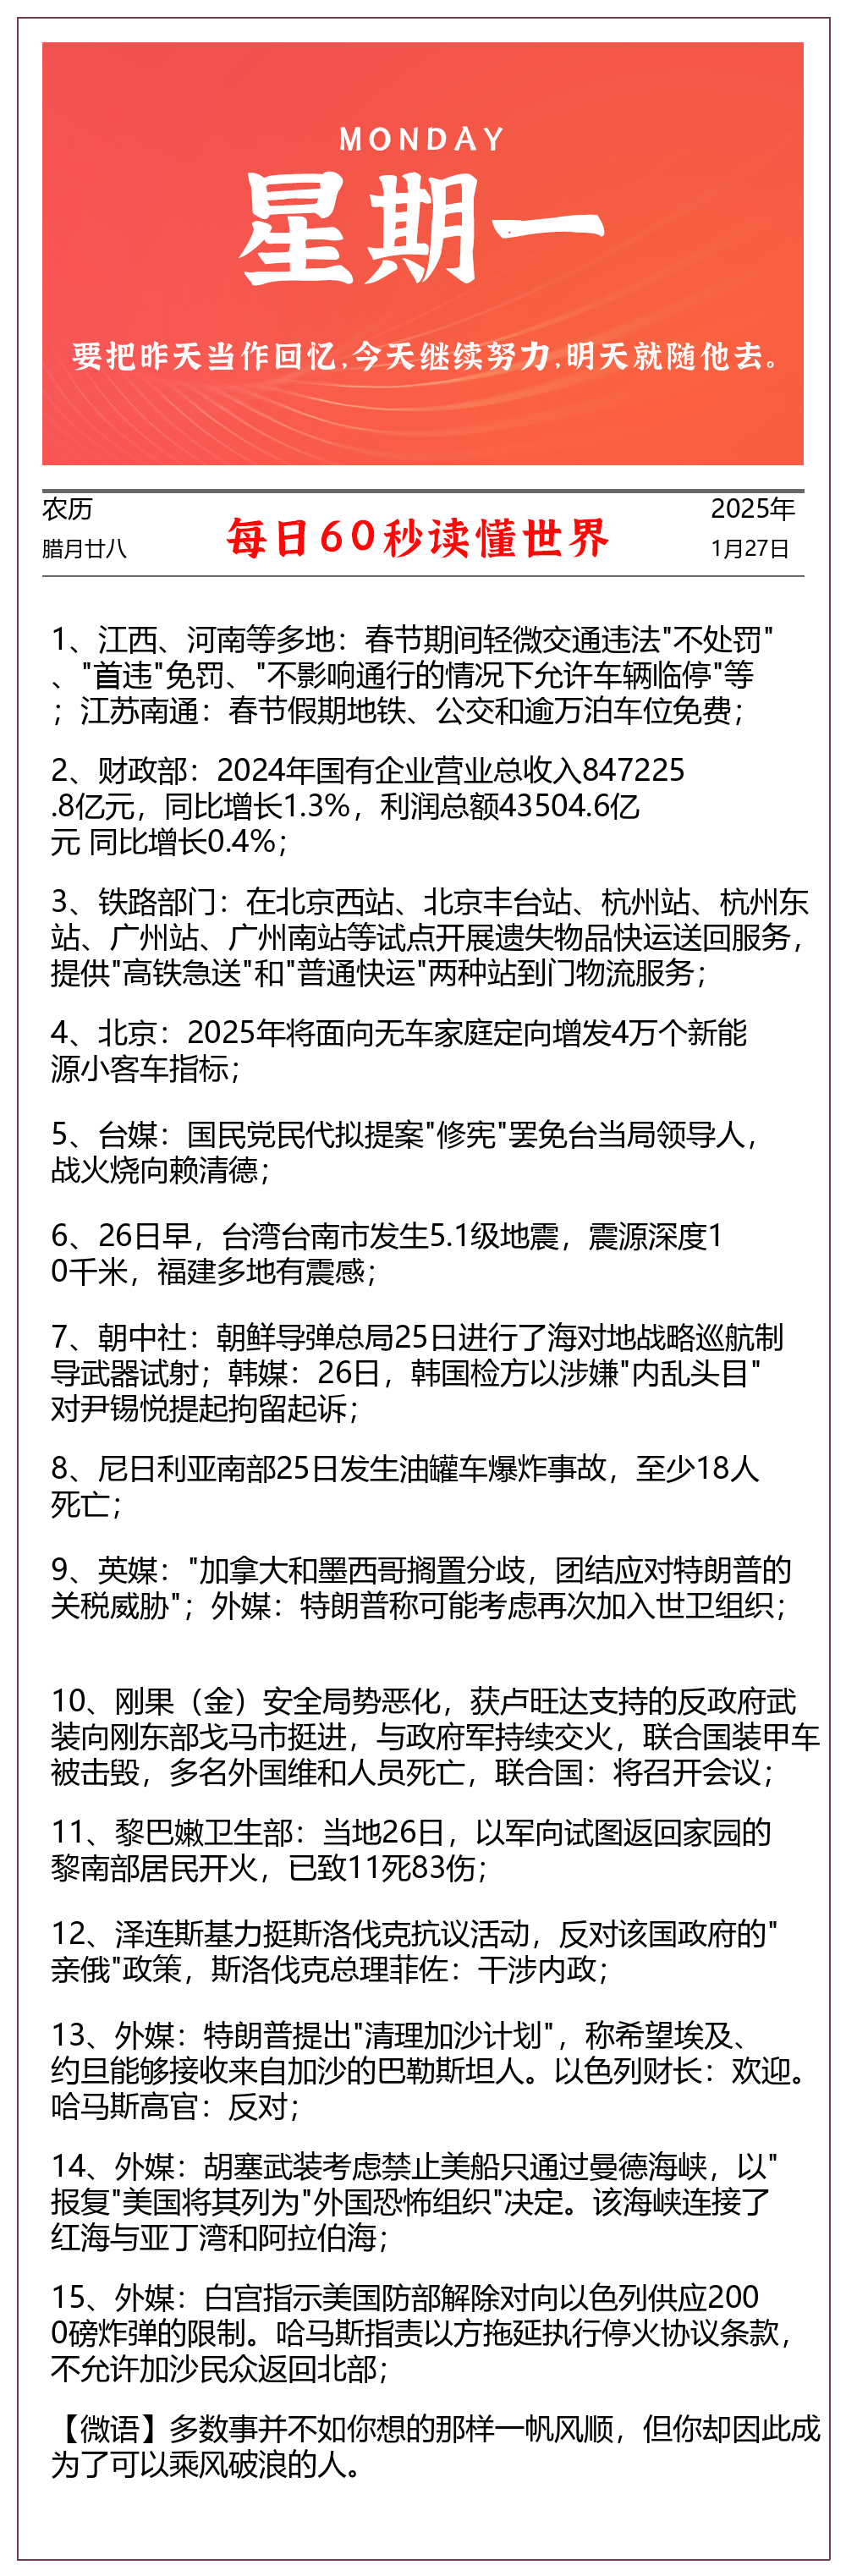 MONDAY
星期一
要把昨天当作回忆,今天继续努力,明天就随他去。
农历
腊月廿八
每日60秒读懂世界
2025年
1月27日
1、江西、河南等多地：春节期间轻微交通违法"不处罚"
、"首违"免罚、"不影响通行的情况下允许车辆临停"等
；江苏南通：春节假期地铁、公交和逾万泊车位免费；
2、财政部：2024年国有企业营业总收入847225
.8亿元，同比增长1.3%，利润总额43504.6亿
元 同比增长0.4%；
3、铁路部门：在北京西站、北京丰台站、杭州站、杭州东
站、广州站、广州南站等试点开展遗失物品快运送回服务，
提供"高铁急送"和"普通快运"两种站到门物流服务；
4、北京：2025年将面向无车家庭定向增发4万个新能
源小客车指标；
5、台媒：国民党民代拟提案"修宪"罢免台当局领导人，
战火烧向赖清德；
6、26日早，台湾台南市发生5.1级地震，震源深度1
0千米，福建多地有震感；
7、朝中社：朝鲜导弹总局25日进行了海对地战略巡航制
导武器试射；韩媒：26日，韩国检方以涉嫌"内乱头目"
对尹锡悦提起拘留起诉；
8、尼日利亚南部25日发生油罐车爆炸事故，至少18人
死亡；
9、英媒："加拿大和墨西哥搁置分歧，团结应对特朗普的
关税威胁"；外媒：特朗普称可能考虑再次加入世卫组织；
10、刚果（金）安全局势恶化，获卢旺达支持的反政府武
装向刚东部戈马市挺进，与政府军持续交火，联合国装甲车
被击毁，多名外国维和人员死亡，联合国：将召开会议；
11、黎巴嫩卫生部：当地26日，以军向试图返回家园的
黎南部居民开火，已致11死83伤；
12、泽连斯基力挺斯洛伐克抗议活动，反对该国政府的"
亲俄"政策，斯洛伐克总理菲佐：干涉内政；
13、外媒：特朗普提出"清理加沙计划"，称希望埃及、
约旦能够接收来自加沙的巴勒斯坦人。以色列财长：欢迎。
哈马斯高官：反对；
14、外媒：胡塞武装考虑禁止美船只通过曼德海峡，以"
报复"美国将其列为"外国恐怖组织"决定。该海峡连接了
红海与亚丁湾和阿拉伯海；
15、外媒：白宫指示美国防部解除对向以色列供应200
0磅炸弹的限制。哈马斯指责以方拖延执行停火协议条款，
不允许加沙民众返回北部；
【微语】多数事并不如你想的那样一帆风顺，但你却因此成
为了可以乘风破浪的人。